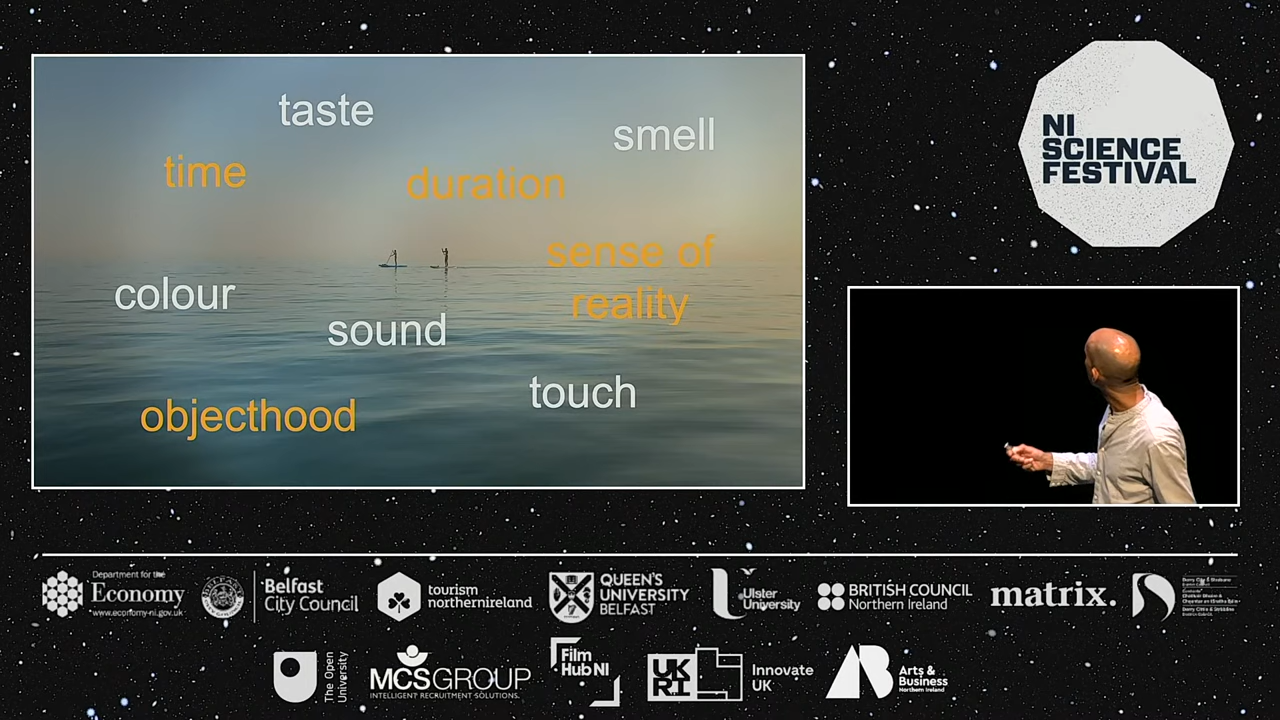 taste
smell
time
duration
sense of
reality
colour
sound
touch
objecthood
NI
SCIENCE
FESTIVAL
Department for the
Economy
www.economy-ni.gov.uk
Belfast
City Council
tourism
northernireland
QUEEN'S
UNIVERSITY
BELFAST
Ulster
University
BRITISH COUNCIL
Northern Ireland
matrix.
The Open
University
MCSGROUP
INTELLIGENT RECRUITMENT SOLUTIONS.
Film
Hub NI
UK
RI
Innovate
UK
Arts &
Business
Northern Ireland